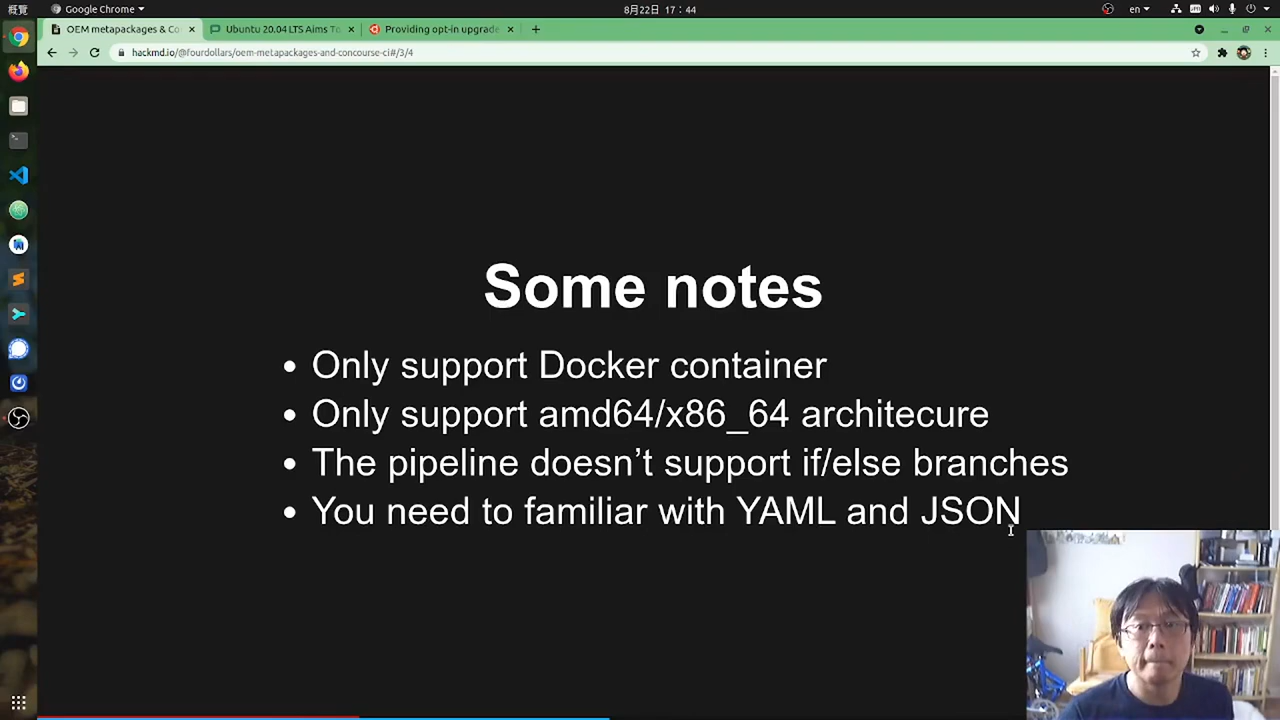 概覽
Google Chrome
8月22日 17：44
en
OEM metapackages & Co
Ubuntu 20.04 LTS Aims To
Providing opt-in upgrade
hackmd.io/@fourdollars/oem-metapackages-and-concourse-ci#/3/4
Some notes
Only support Docker container
Only support amd64/x86_64 architecure
The pipeline doesn’t support if/else branches
You need to familiar with YAML and JSON